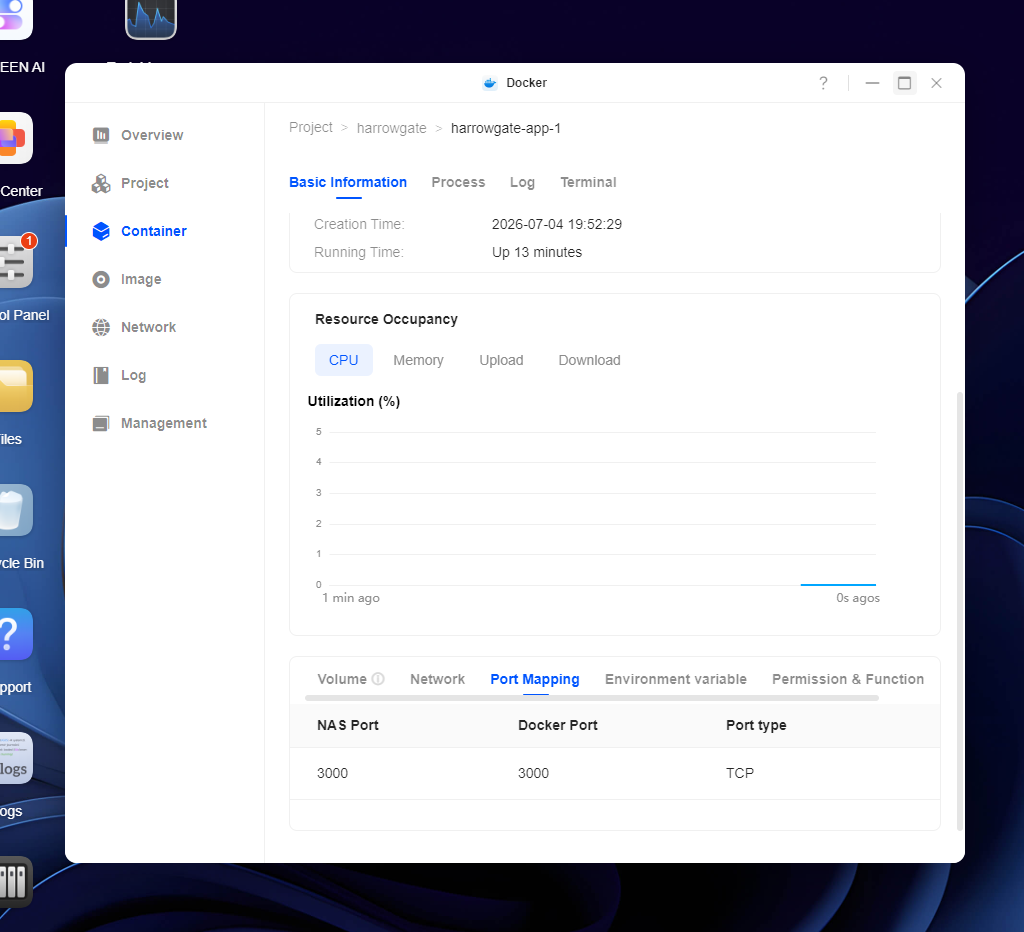 EEN AI
Center
1
ol Panel
iles
cle Bin
?
pport
logs
ogs
Docker
?
Overview
Project
Container
Image
Network
Log
Management
Project > harrowgate > harrowgate-app-1
Basic Information Process Log Terminal
Creation Time: 2026-07-04 19:52:29
Running Time: Up 13 minutes
Resource Occupancy
CPU Memory Upload Download
Utilization (%)
5
4
3
2
1
0
1 min ago 0s agos
Volume Network Port Mapping Environment variable Permission & Function
NAS Port Docker Port Port type
3000 3000 TCP